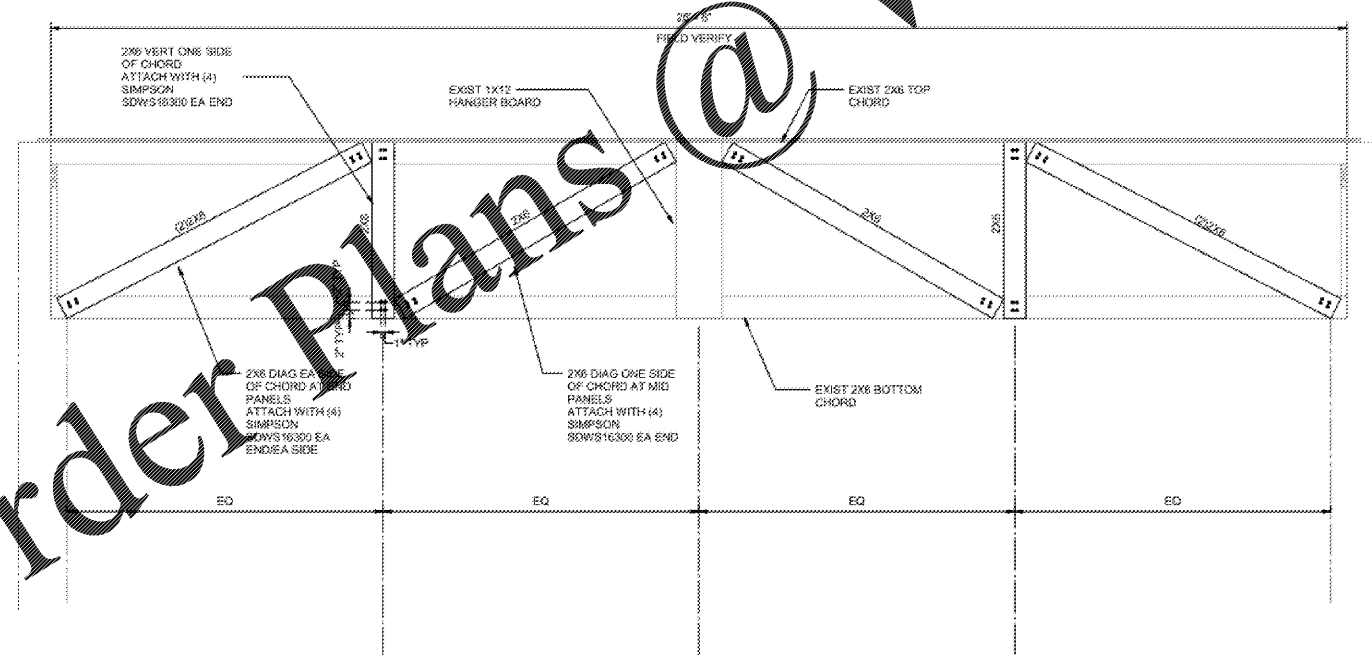 FIELD VERIFY
2X6 VERT ONE SIDE
OF CHORD
ATTACH WITH (4)
SIMPSON
SDWS16300 EA END
EXIST 1X12
HANGER BOARD
EXIST 2X6 TOP
CHORD
(2)2X6
2X6
2X6
2X6
2X6
(2)2X6
2" TYP
1" TYP
2X6 DIAG EA SIDE
OF CHORD AT END
PANELS
ATTACH WITH (4)
SIMPSON
SDWS16300 EA
END/EA SIDE
2X6 DIAG ONE SIDE
OF CHORD AT MID
PANELS
ATTACH WITH (4)
SIMPSON
SDWS16300 EA END
EXIST 2X6 BOTTOM
CHORD
EQ
EQ
EQ
EQ
rder Plans @